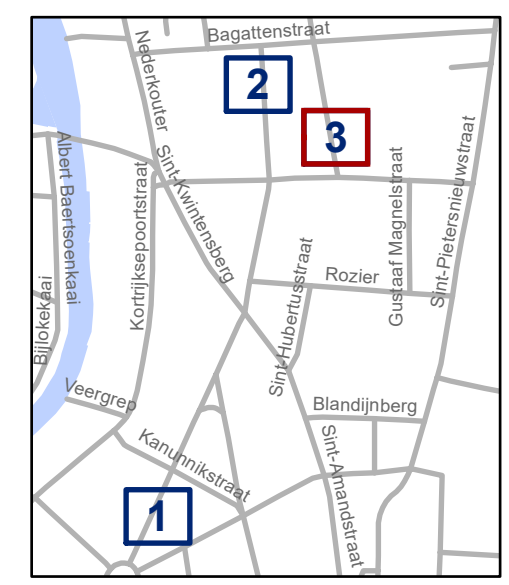 Bagattenstraat
Nederkouter
2
3
Albert Baertsoenkaai
Kortrijksepoortstraat
Sint-Kwintensberg
Gustaaf Magnelstraat
Sint-Pietersnieuwstraat
Bijlokekaai
Sint-Hubertusstraat
Rozier
Veergrep
Blandijnberg
Kanunnikstraat
Sint-Amandstraat
1